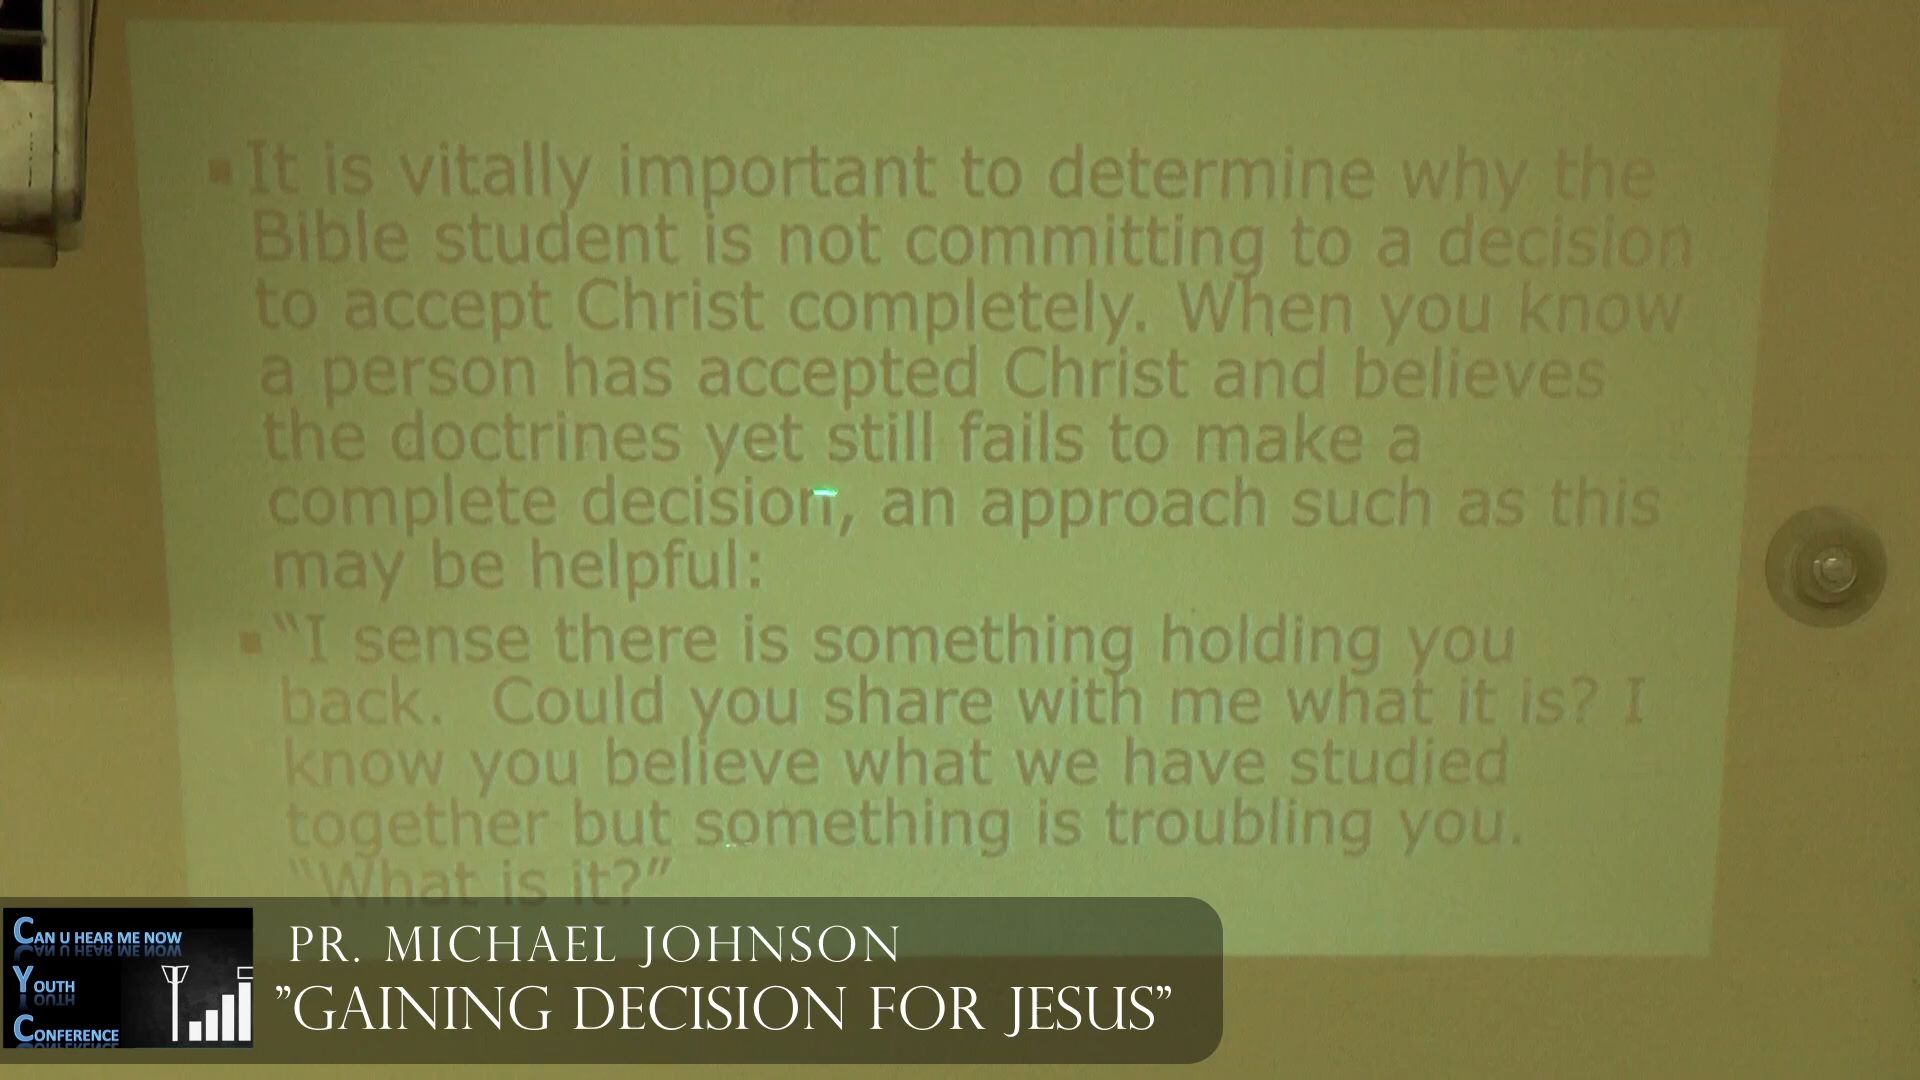 ▪It is vitally important to determine why the
Bible student is not committing to a decision
to accept Christ completely. When you know
a person has accepted Christ and believes
the doctrines yet still fails to make a
complete decision, an approach such as this
may be helpful:
▪“I sense there is something holding you
back. Could you share with me what it is? I
know you believe what we have studied
together but something is troubling you.
“What is it?”
CAN U HEAR ME NOW
YOUTH
CONFERENCE
PR. MICHAEL JOHNSON
”GAINING DECISION FOR JESUS”